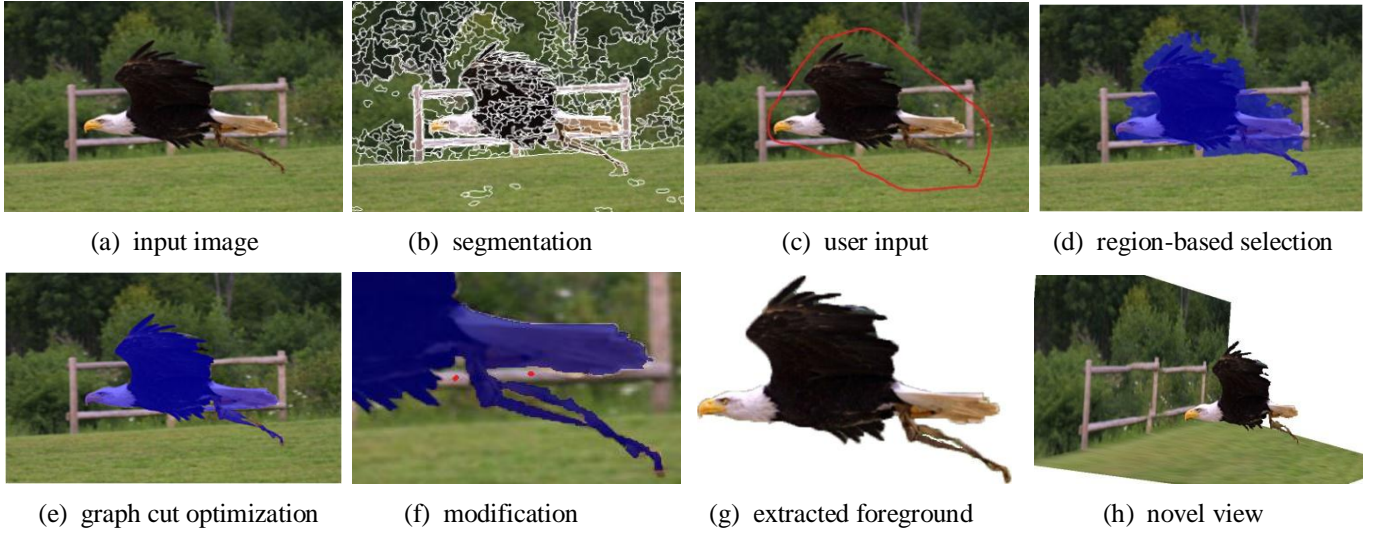 (a) input image
(b) segmentation
(c) user input
(d) region-based selection
(e) graph cut optimization
(f) modification
(g) extracted foreground
(h) novel view